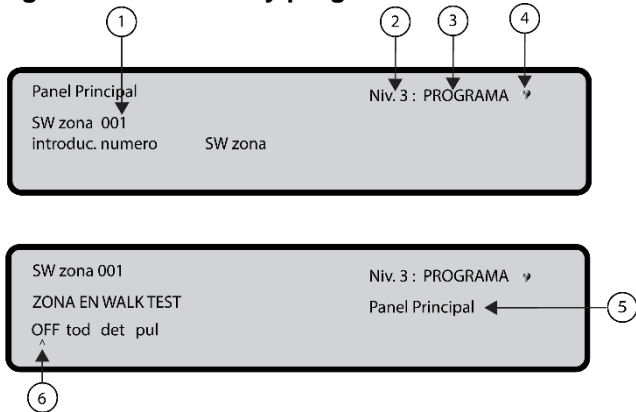 1 2 3 4
Panel Principal Niv. 3 : PROGRAMA
SW zona 001
introduc. numero SW zona
SW zona 001 Niv. 3 : PROGRAMA
ZONA EN WALK TEST Panel Principal 5
OFF tod det pul
^
6